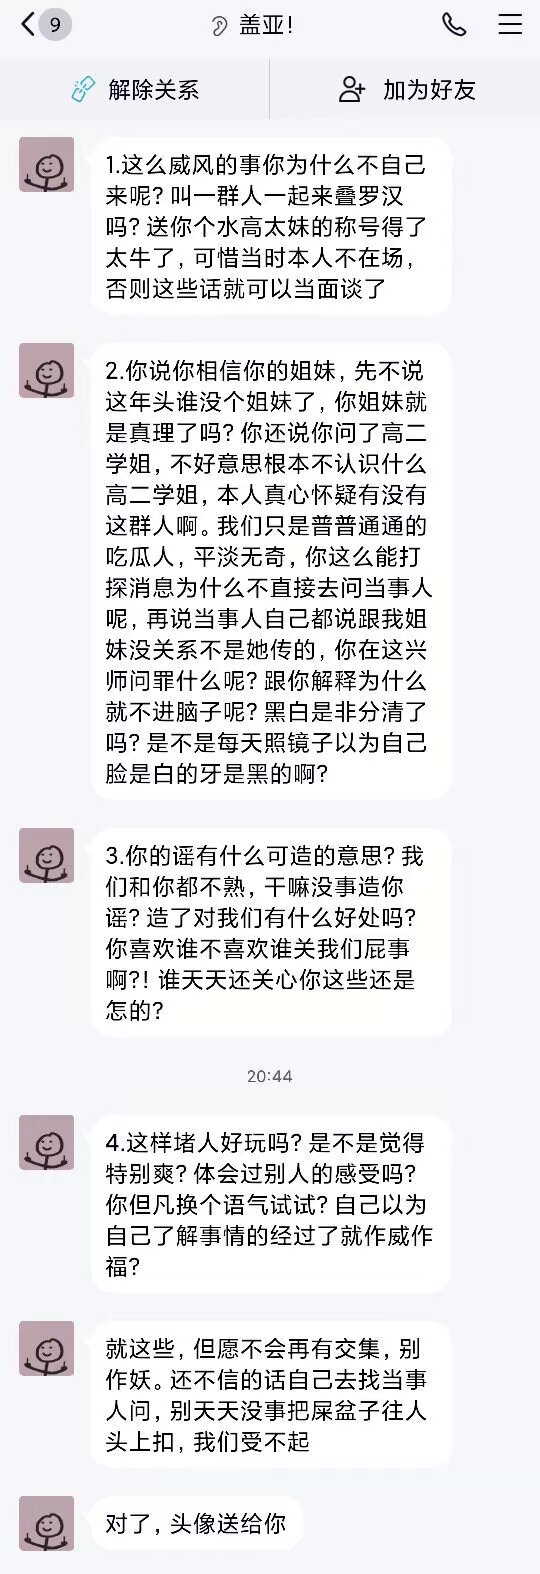 9
盖亚!
解除关系
加为好友
1.这么威风的事你为什么不自己
来呢？叫一群人一起来叠罗汉
吗？送你个水高太妹的称号得了
太牛了，可惜当时本人不在场，
否则这些话就可以当面谈了
2.你说你相信你的姐妹，先不说
这年头谁没个姐妹了，你姐妹就
是真理了吗？你还说你问了高二
学姐，不好意思根本不认识什么
高二学姐，本人真心怀疑有没有
这群人啊。我们只是普普通通的
吃瓜人，平淡无奇，你这么能打
探消息为什么不直接去问当事人
呢，再说当事人自己都说跟我姐
妹没关系不是她传的，你在这兴
师问罪什么呢？跟你解释为什么
就不进脑子呢？黑白是非分清了
吗？是不是每天照镜子以为自己
脸是白的牙是黑的啊？
3.你的谣有什么可造的意思？我
们和你都不熟，干嘛没事造你
谣？造了对我们有什么好处吗？
你喜欢谁不喜欢谁关我们屁事
啊?！谁天天还关心你这些还是
怎的？
20:44
4.这样堵人好玩吗？是不是觉得
特别爽？体会过别人的感受吗？
你但凡换个语气试试？自己以为
自己了解事情的经过了就作威作
福？
就这些，但愿不会再有交集，别
作妖。还不信的话自己去找当事
人问，别天天没事把屎盆子往人
头上扣，我们受不起
对了，头像送给你